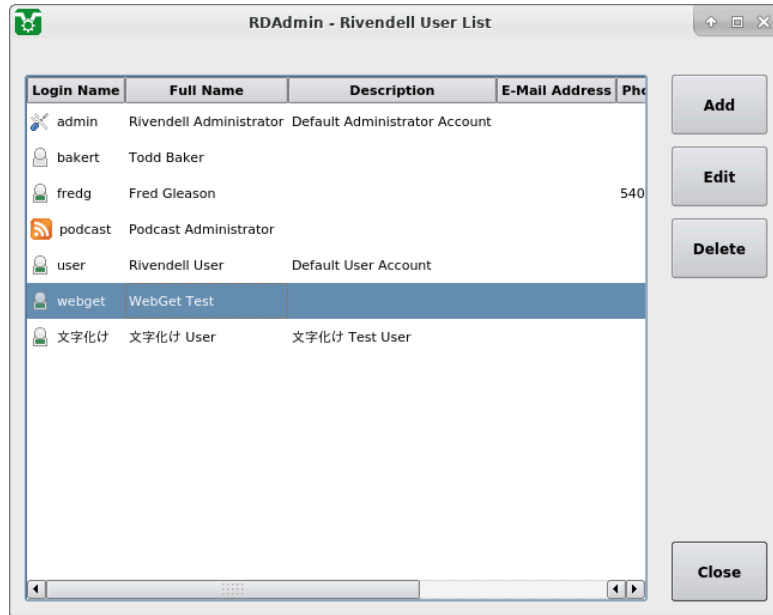 RDAdmin - Rivendell User List
Login Name Full Name Description E-Mail Address Pho
admin Rivendell Administrator Default Administrator Account
bakert Todd Baker
fredg Fred Gleason 540
podcast Podcast Administrator
user Rivendell User Default User Account
webget WebGet Test
文字化け 文字化け User 文字化け Test User
Add
Edit
Delete
Close